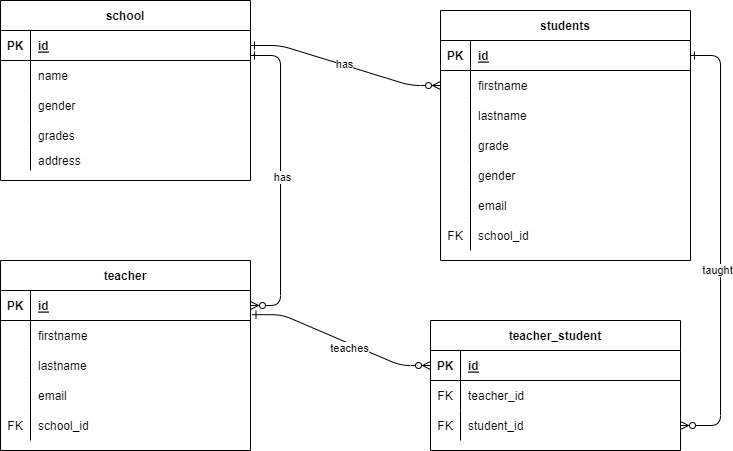 school
PK id
name
gender
grades
address
has
students
PK id
firstname
lastname
grade
gender
email
FK school_id
has
taught
teacher
PK id
firstname
lastname
email
FK school_id
teaches
teacher_student
PK id
FK teacher_id
FK student_id